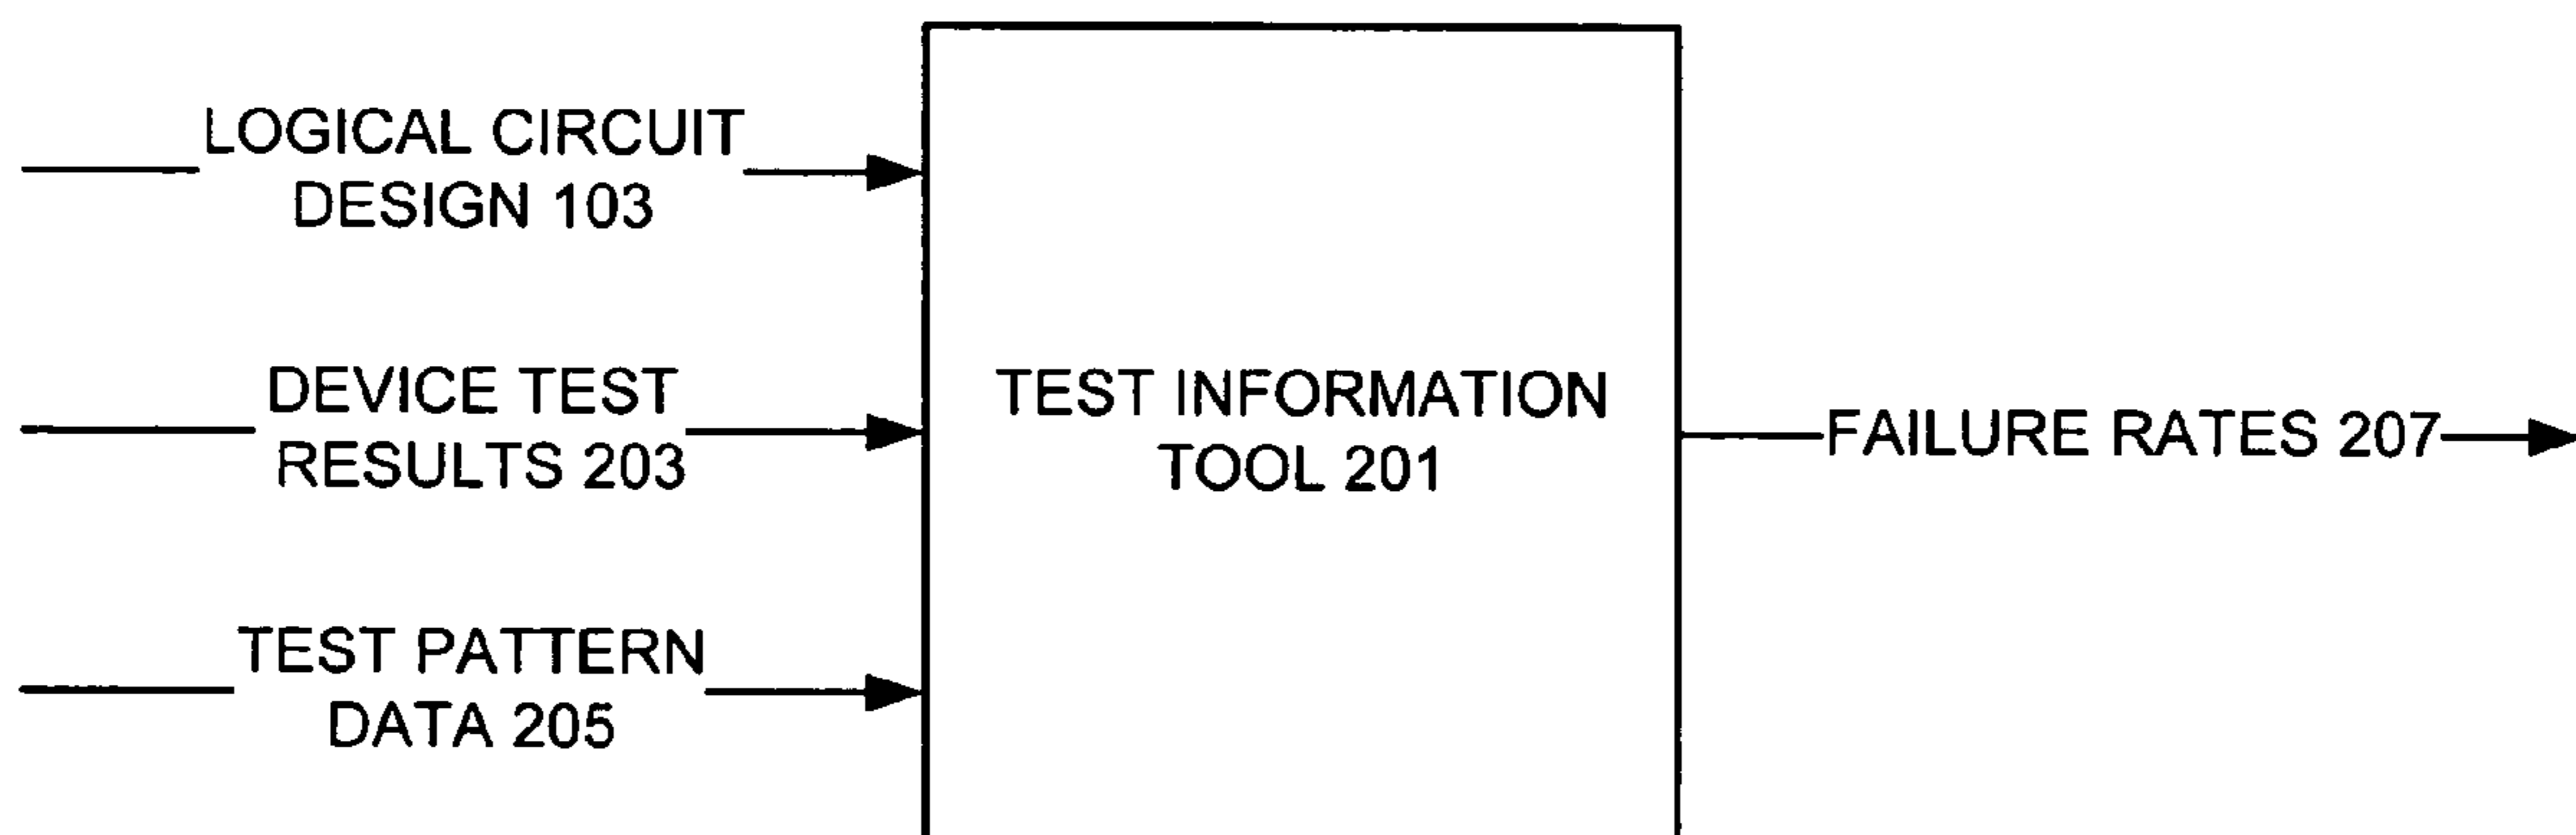 LOGICAL CIRCUIT
DESIGN 103
DEVICE TEST
RESULTS 203
TEST PATTERN
DATA 205
TEST INFORMATION
TOOL 201
FAILURE RATES 207